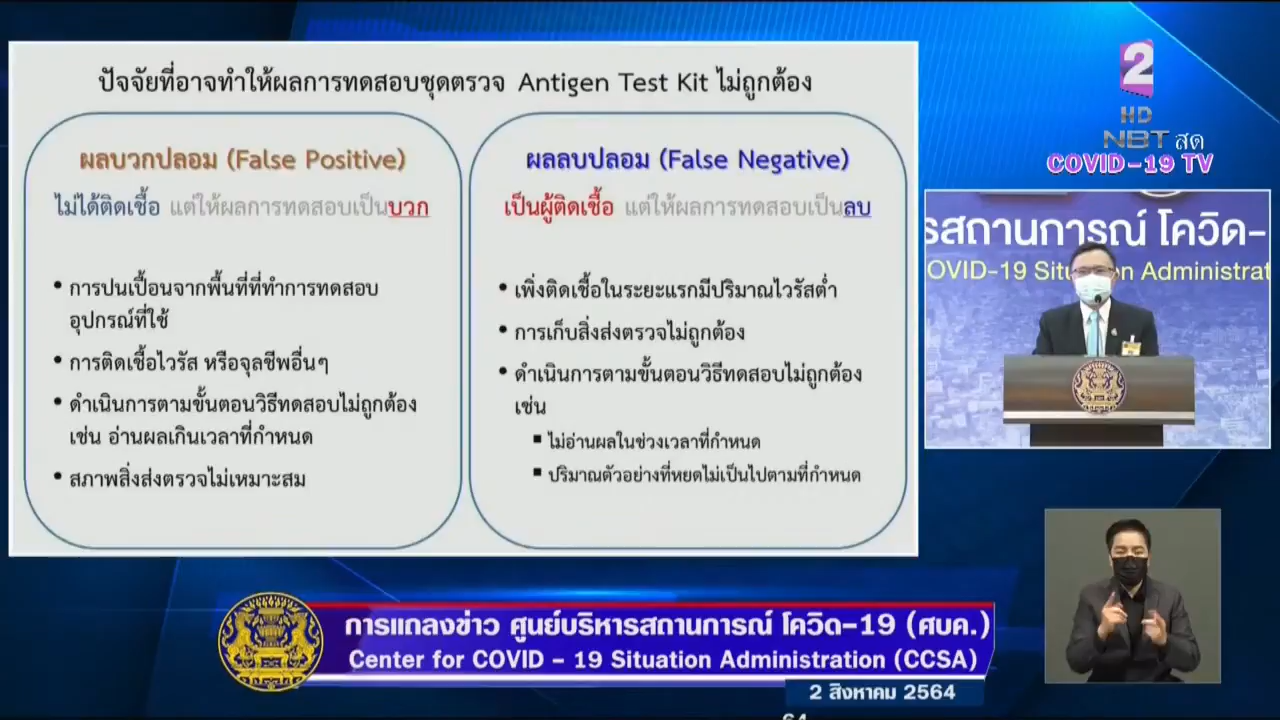 ปัจจัยที่อาจทำให้ผลการทดสอบชุดตรวจ Antigen Test Kit ไม่ถูกต้อง
ผลบวกปลอม (False Positive)
ไม่ได้ติดเชื้อ แต่ให้ผลการทดสอบเป็นบวก
• การปนเปื้อนจากพื้นที่ที่ทำการทดสอบ
อุปกรณ์ที่ใช้
• การติดเชื้อไวรัส หรือจุลชีพอื่นๆ
• ดำเนินการตามขั้นตอนวิธีทดสอบไม่ถูกต้อง
เช่น อ่านผลเกินเวลาที่กำหนด
• สภาพสิ่งส่งตรวจไม่เหมาะสม
ผลลบปลอม (False Negative)
เป็นผู้ติดเชื้อ แต่ให้ผลการทดสอบเป็นลบ
• เพิ่งติดเชื้อในระยะแรกมีปริมาณไวรัสต่ำ
• การเก็บสิ่งส่งตรวจไม่ถูกต้อง
• ดำเนินการตามขั้นตอนวิธีทดสอบไม่ถูกต้อง
เช่น
▪ ไม่อ่านผลในช่วงเวลาที่กำหนด
▪ ปริมาณตัวอย่างที่หยดไม่เป็นไปตามที่กำหนด
2
HD
NBT สด
COVID-19 TV
รสถานการณ์ โควิด-
OVID-19 Situ n Administrat
การแถลงข่าว ศูนย์บริหารสถานการณ์ โควิด-19 (ศบค.)
Center for COVID - 19 Situation Administration (CCSA)
2 สิงหาคม 2564